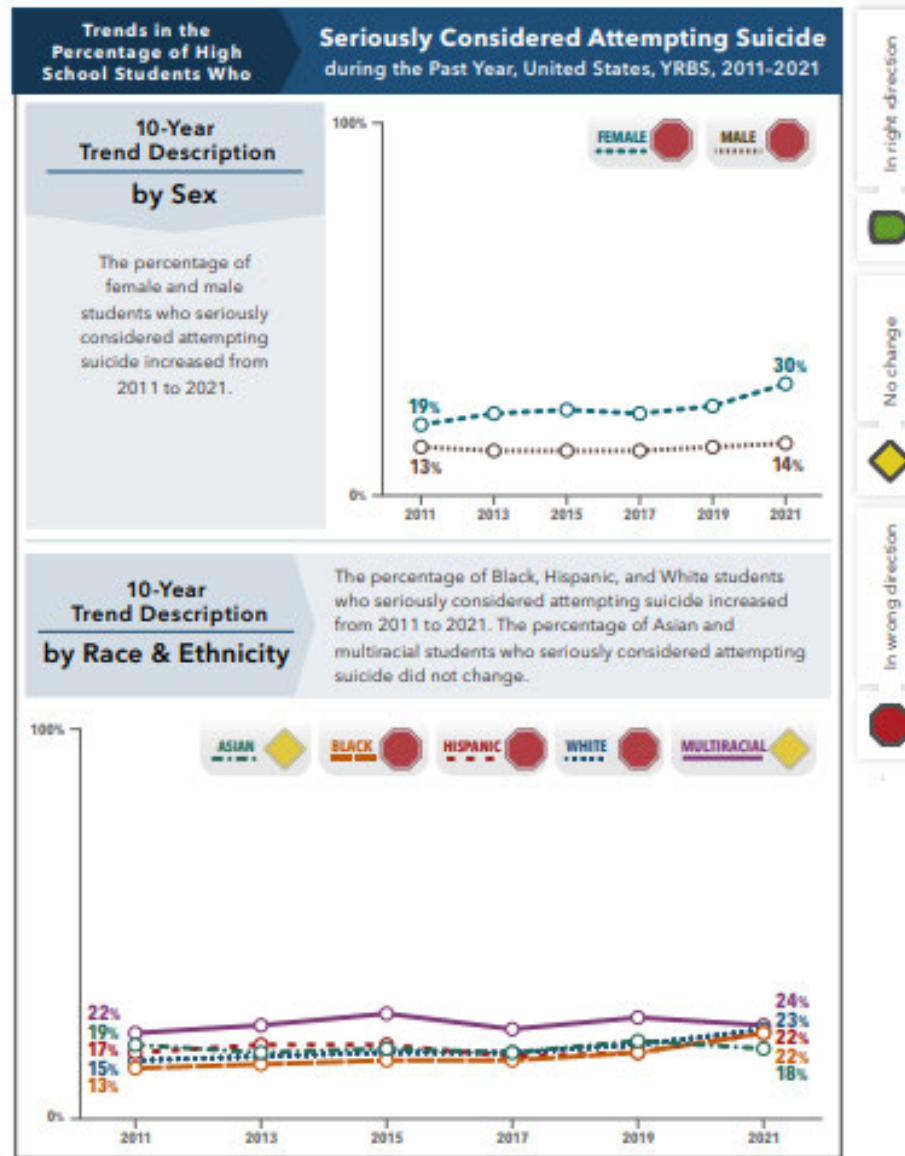 Trends in the
Percentage of High
School Students Who
Seriously Considered Attempting Suicide
during the Past Year, United States, YRBS, 2011-2021
10-Year
Trend Description
by Sex
The percentage of
female and male
students who seriously
considered attempting
suicide increased from
2011 to 2021.
100%
FEMALE
MALE
30%
19%
13%
14%
0%
2011 2013 2015 2017 2019 2021
10-Year
Trend Description
by Race & Ethnicity
The percentage of Black, Hispanic, and White students
who seriously considered attempting suicide increased
from 2011 to 2021. The percentage of Asian and
multiracial students who seriously considered attempting
suicide did not change.
100%
ASIAN BLACK HISPANIC WHITE MULTIRACIAL
22%
19%
17%
15%
13%
24%
23%
22%
22%
18%
0%
2011 2013 2015 2017 2019 2021
In right direction
No change
In wrong direction